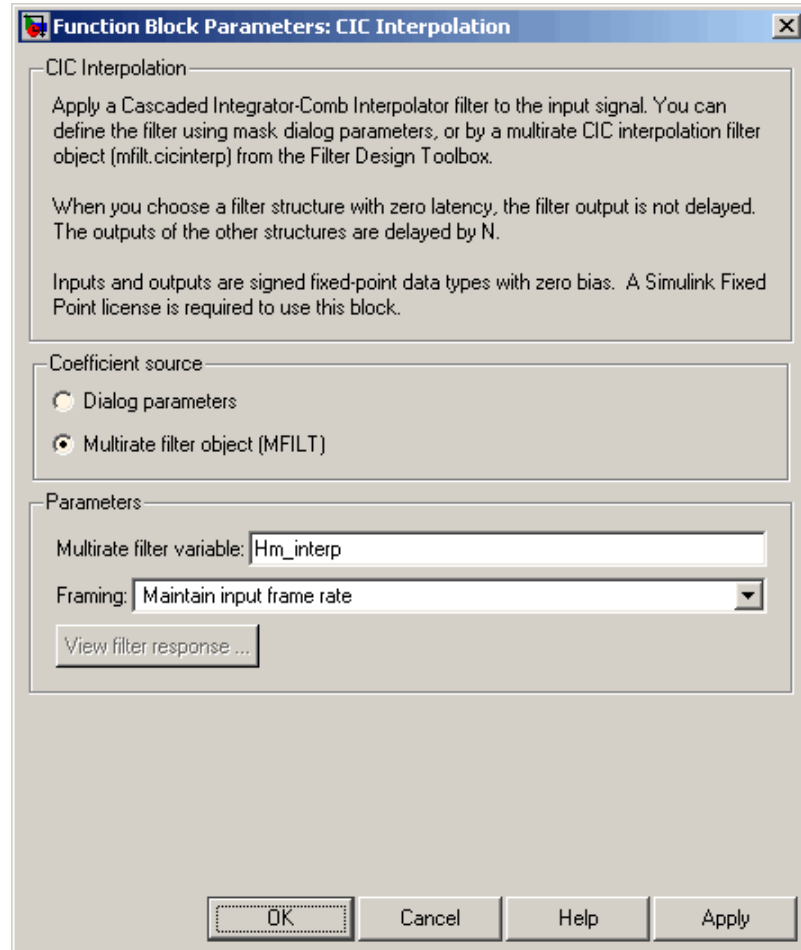 Function Block Parameters: CIC Interpolation
CIC Interpolation
Apply a Cascaded Integrator-Comb Interpolator filter to the input signal. You can
define the filter using mask dialog parameters, or by a multirate CIC interpolation filter
object (mfilt.cicinterp) from the Filter Design Toolbox.
When you choose a filter structure with zero latency, the filter output is not delayed.
The outputs of the other structures are delayed by N.
Inputs and outputs are signed fixed-point data types with zero bias.  A Simulink Fixed
Point license is required to use this block.
Coefficient source
Dialog parameters
Multirate filter object (MFILT)
Parameters
Multirate filter variable: Hm_interp
Framing: Maintain input frame rate
View filter response ...
OK Cancel Help Apply